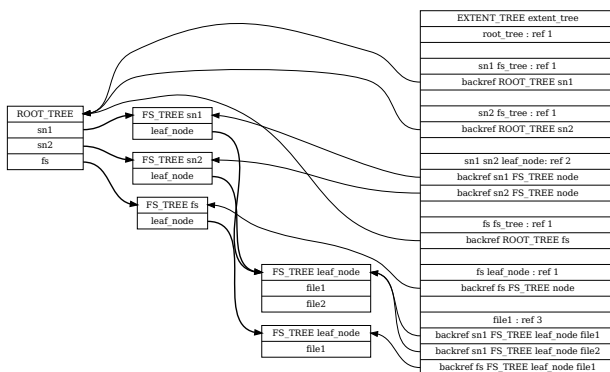 ROOT_TREE
sn1
sn2
fs
FS_TREE sn1
leaf_node
FS_TREE sn2
leaf_node
FS_TREE fs
leaf_node
FS_TREE leaf_node
file1
file2
FS_TREE leaf_node
file1
EXTENT_TREE extent_tree
root_tree : ref 1
sn1 fs_tree : ref 1
backref ROOT_TREE sn1
sn2 fs_tree : ref 1
backref ROOT_TREE sn2
sn1 sn2 leaf_node: ref 2
backref sn1 FS_TREE node
backref sn2 FS_TREE node
fs fs_tree : ref 1
backref ROOT_TREE fs
fs leaf_node : ref 1
backref fs FS_TREE node
file1 : ref 3
backref sn1 FS_TREE leaf_node file1
backref sn1 FS_TREE leaf_node file2
backref fs FS_TREE leaf_node file1